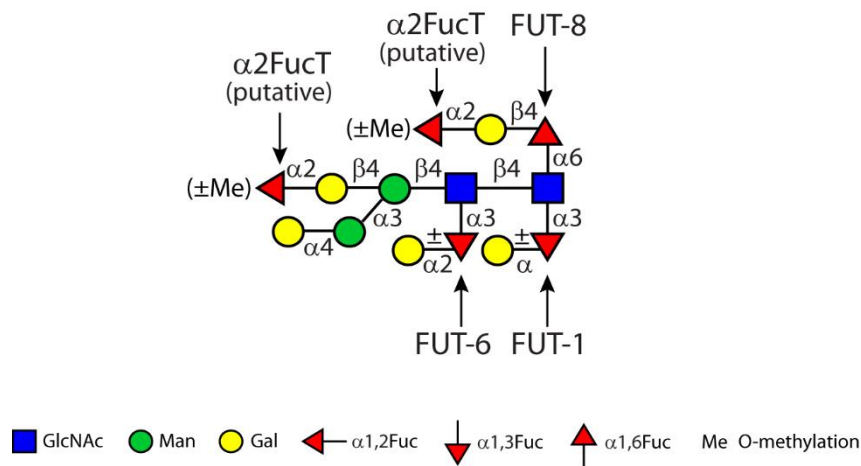 α2FucT FUT-8
(putative)
α2FucT
(putative)
(±Me) α2 β4
α6
(±Me) α2 β4 β4 β4
α3 α3 α3
α4 ± α2 ± α
FUT-6 FUT-1
GlcNAc Man Gal α1,2Fuc α1,3Fuc α1,6Fuc Me O-methylation